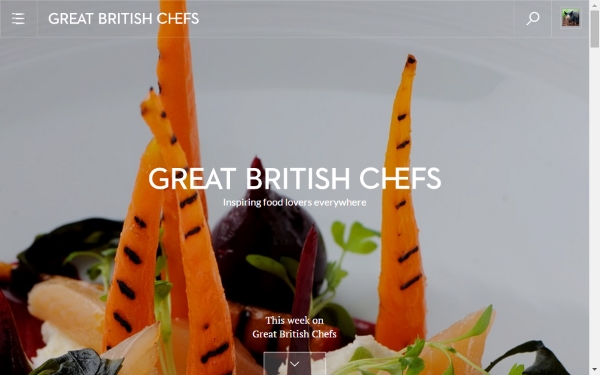 GREAT BRITISH CHEFS
GREAT BRITISH CHEFS
Inspiring food lovers everywhere
This week on
Great British Chefs